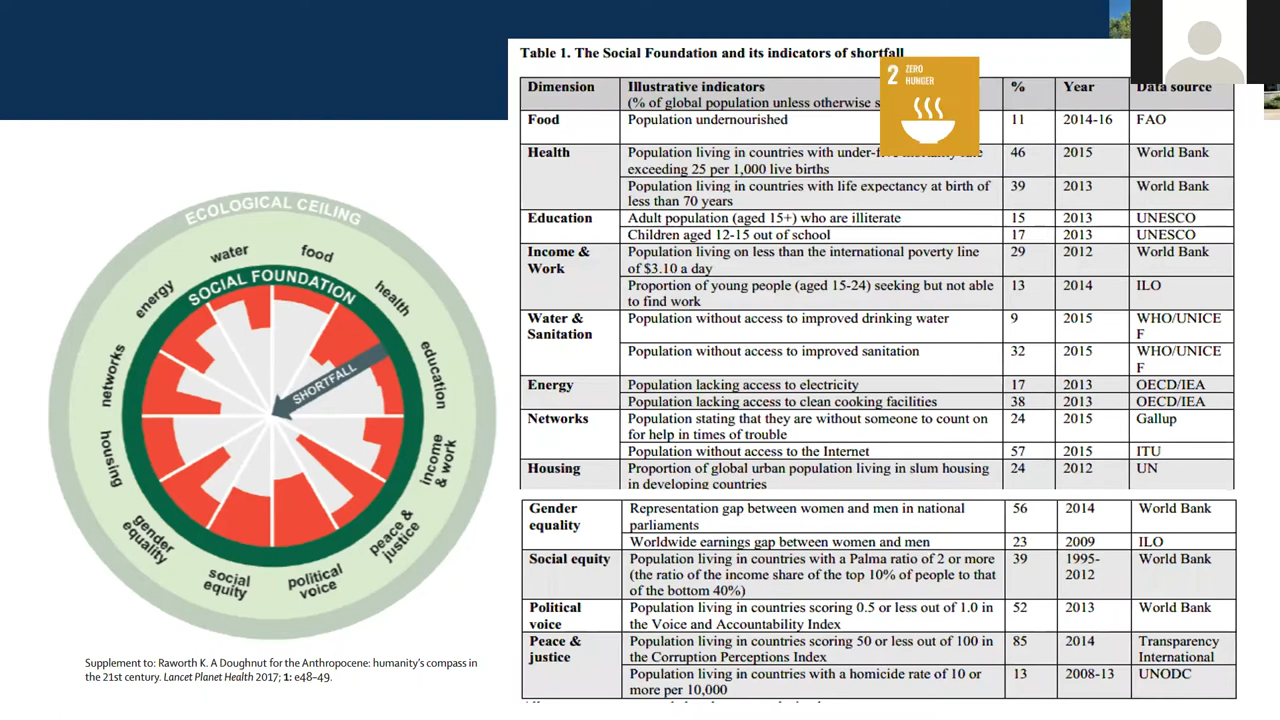 Table 1. The Social Foundation and its indicators of shortfall
2 ZERO
HUNGER
Dimension Illustrative indicators % Year Data source
(% of global population unless otherwise
Food Population undernourished 11 2014-16 FAO
Health Population living in countries with 46 2015 World Bank
exceeding 25 per 1,000 live births
Population living in countries with life expectancy at birth of 39 2013 World Bank
less than 70 years
Education Adult population (aged 15+) who are illiterate 15 2013 UNESCO
Children aged 12-15 out of school 17 2013 UNESCO
Income & Population living on less than the international poverty line 29 2012 World Bank
Work of $3.10 a day
Proportion of young people (aged 15-24) seeking but not able 13 2014 ILO
to find work
Water & Population without access to improved drinking water 9 2015 WHO/UNICE
Sanitation F
Population without access to improved sanitation 32 2015 WHO/UNICE
F
Energy Population lacking access to electricity 17 2013 OECD/IEA
Population lacking access to clean cooking facilities 38 2013 OECD/IEA
Networks Population stating that they are without someone to count on 24 2015 Gallup
for help in times of trouble
Population without access to the Internet 57 2015 ITU
Housing Proportion of global urban population living in slum housing 24 2012 UN
in developing countries
Gender Representation gap between women and men in national 56 2014 World Bank
equality parliaments
Worldwide earnings gap between women and men 23 2009 ILO
Social equity Population living in countries with a Palma ratio of 2 or more 39 1995- World Bank
(the ratio of the income share of the top 10% of people to that 2012
of the bottom 40%)
Political Population living in countries scoring 0.5 or less out of 1.0 in 52 2013 World Bank
voice the Voice and Accountability Index
Peace & Population living in countries scoring 50 or less out of 100 in 85 2014 Transparency
justice the Corruption Perceptions Index International
Population living in countries with a homicide rate of 10 or 13 2008-13 UNODC
more per 10,000
ECOLOGICAL CEILING
SOCIAL FOUNDATION
SHORTFALL
water
food
health
education
income
& work
peace &
justice
political
voice
social
equity
gender
equality
housing
networks
energy
Supplement to: Raworth K. A Doughnut for the Anthropocene: humanity's compass in
the 21st century. Lancet Planet Health 2017; 1: e48–49.